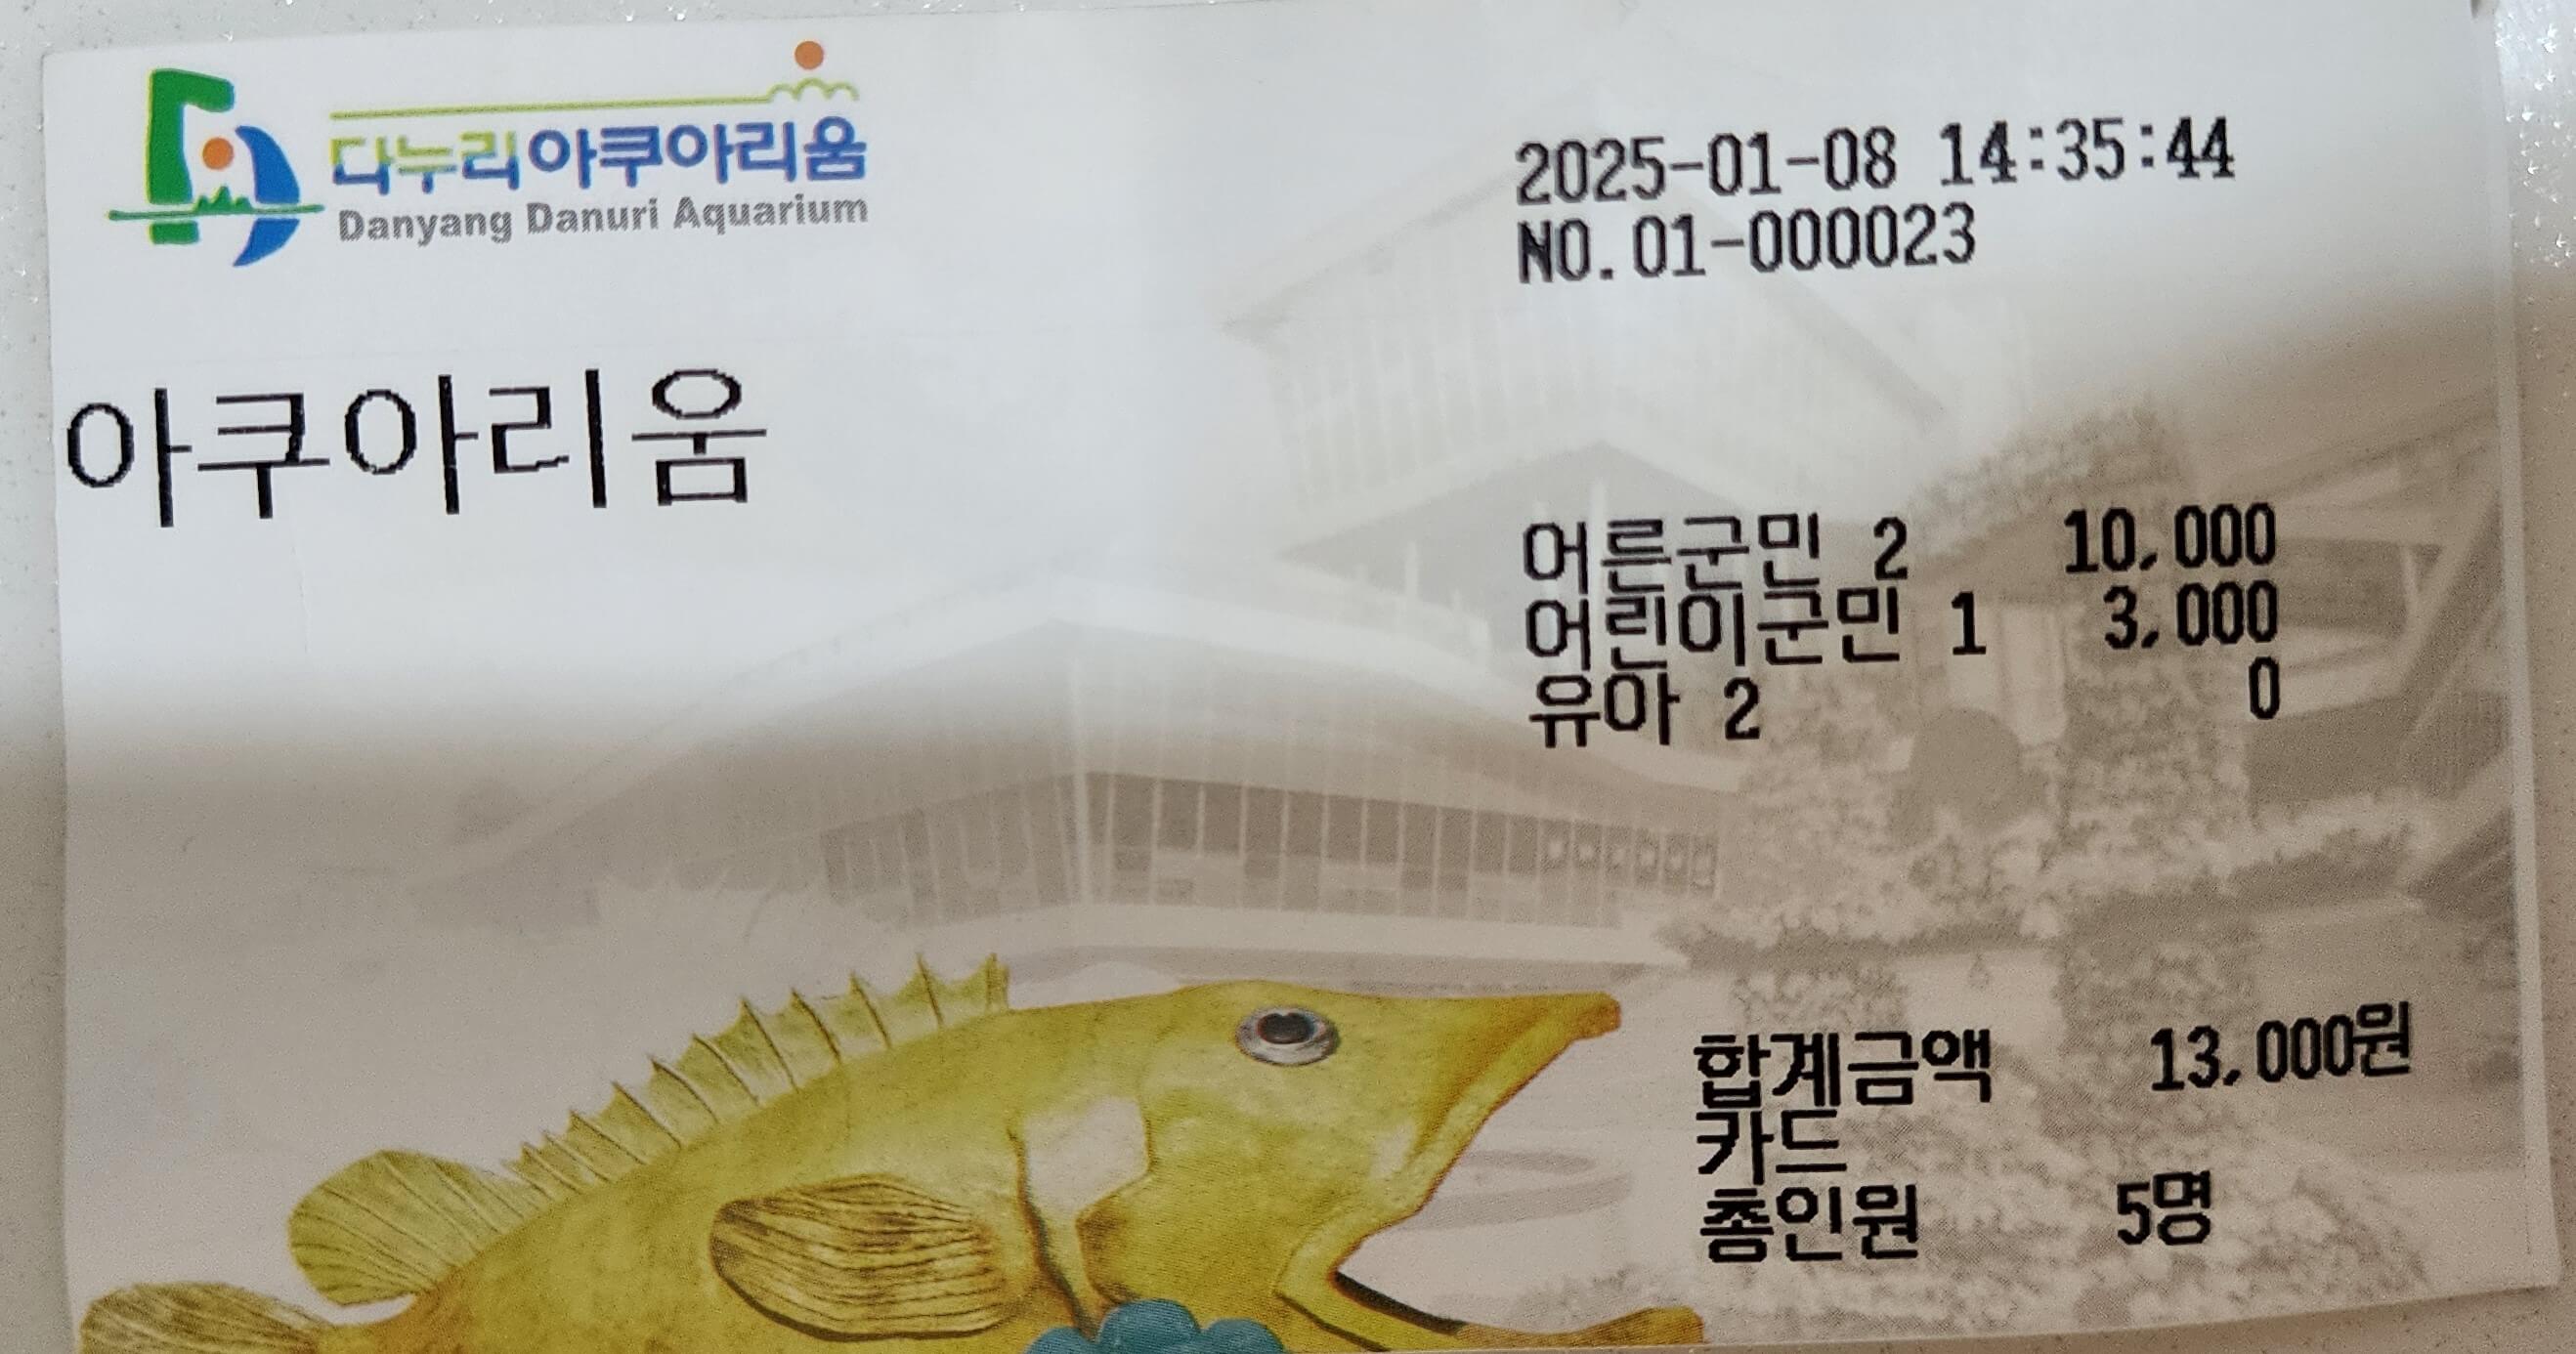 다누리아쿠아리움
Danyang Danuri Aquarium
2025-01-08 14:35:44
NO.01-000023
아쿠아리움
어른군민 2 10,000
어린이군민 1 3,000
유아 2 0
합계금액 13,000원
카드
총인원 5명